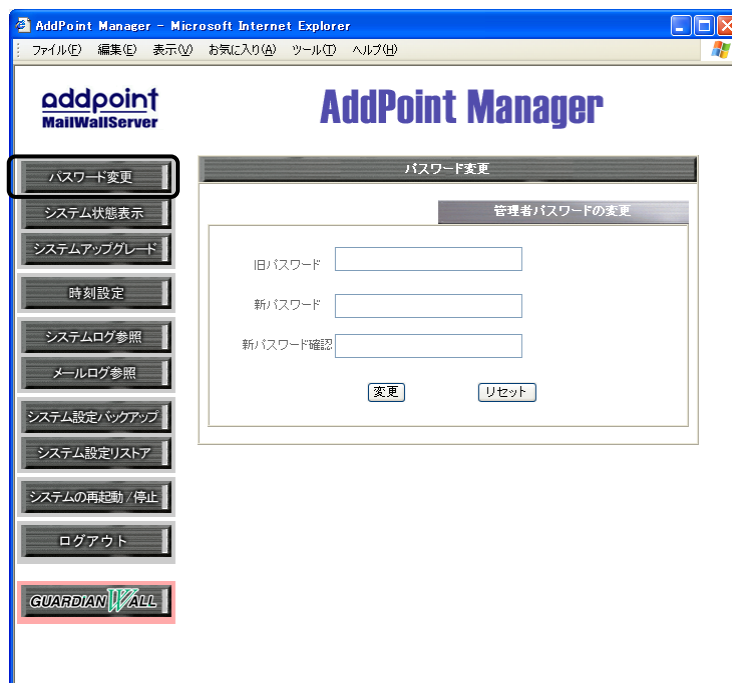 AddPoint Manager - Microsoft Internet Explorer
ファイル(F) 編集(E) 表示(V) お気に入り(A) ツール(T) ヘルプ(H)
addpoint
MailWallServer
AddPoint Manager
パスワード変更
システム状態表示
システムアップグレード
時刻設定
システムログ参照
メールログ参照
システム設定バックアップ
システム設定リストア
システムの再起動/停止
ログアウト
GUARDIAN WALL
パスワード変更
管理者パスワードの変更
旧パスワード
新パスワード
新パスワード確認
変更 リセット